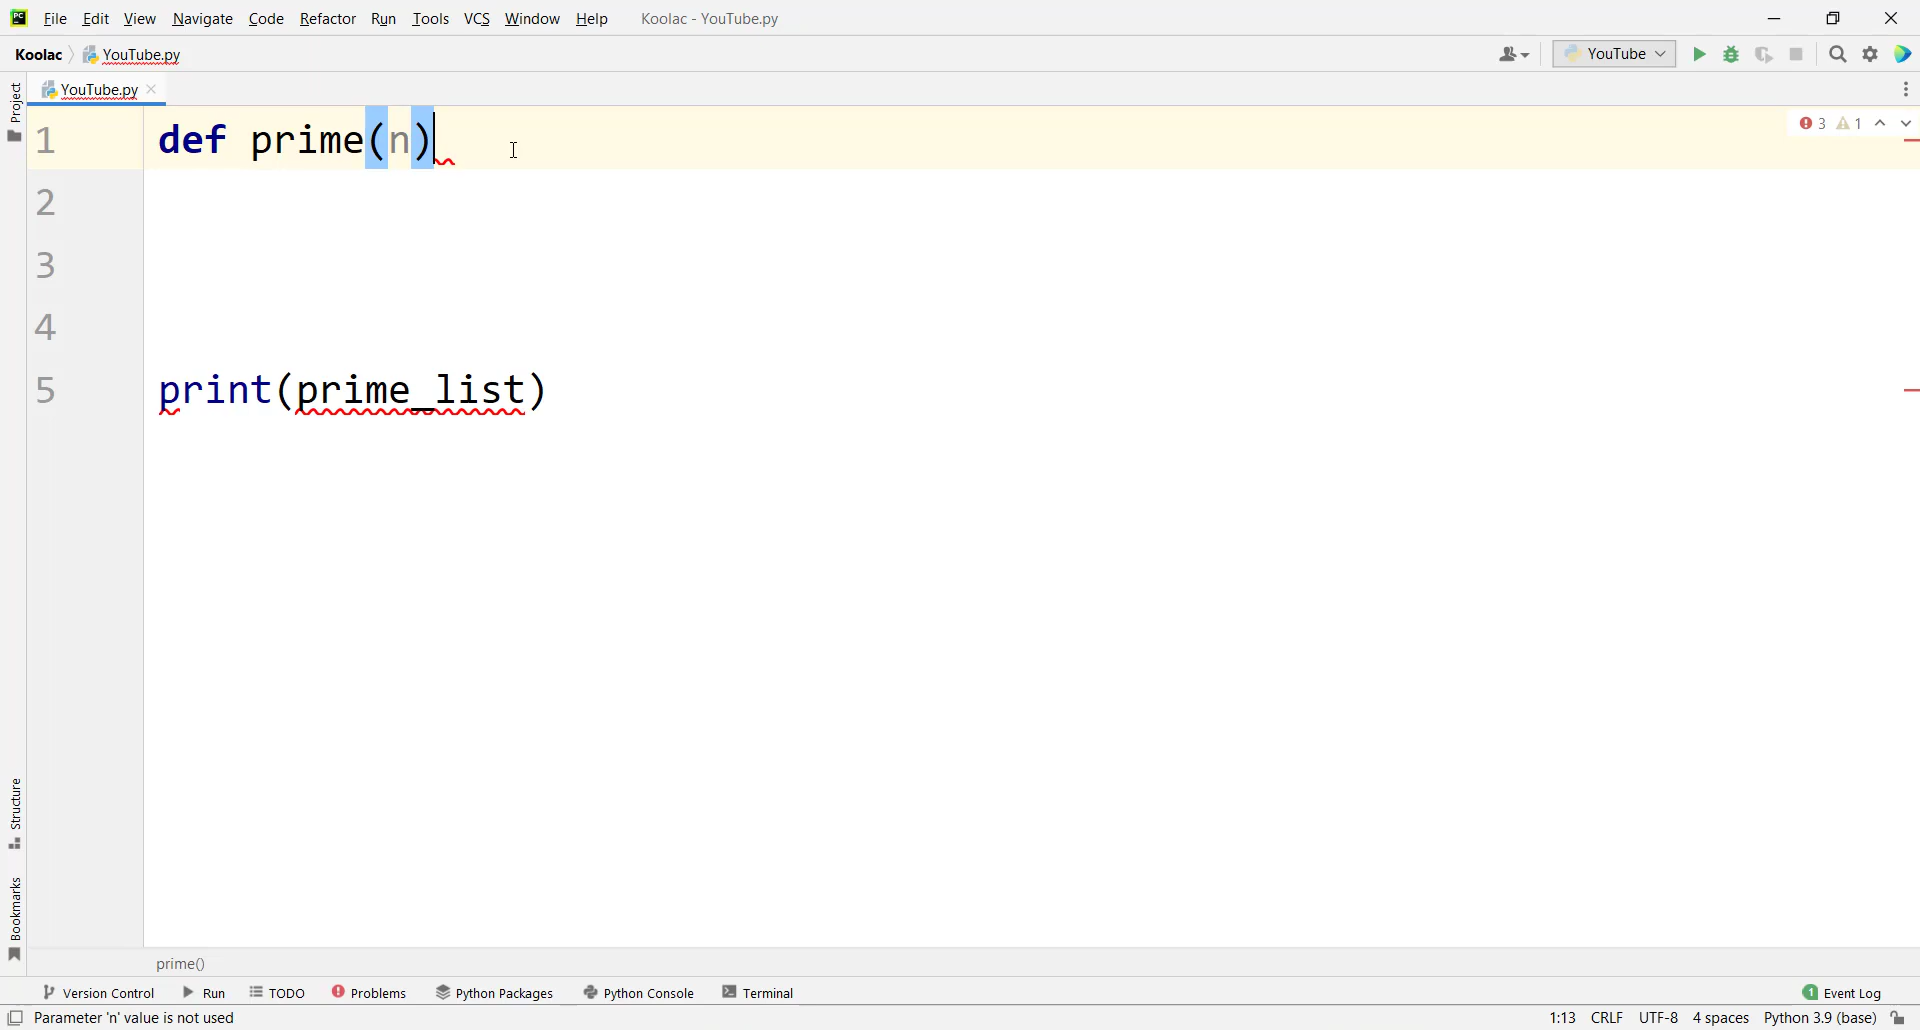 PC File Edit View Navigate Code Refactor Run Tools VCS Window Help Koolac - YouTube.py
Koolac YouTube.py YouTube
Project
YouTube.py
1 def prime(n) 3 1
2
3
4
5 print(prime_list)
Structure
Bookmarks
prime()
Version Control Run TODO Problems Python Packages Python Console Terminal 1 Event Log
Parameter 'n' value is not used 1:13 CRLF UTF-8 4 spaces Python 3.9 (base)